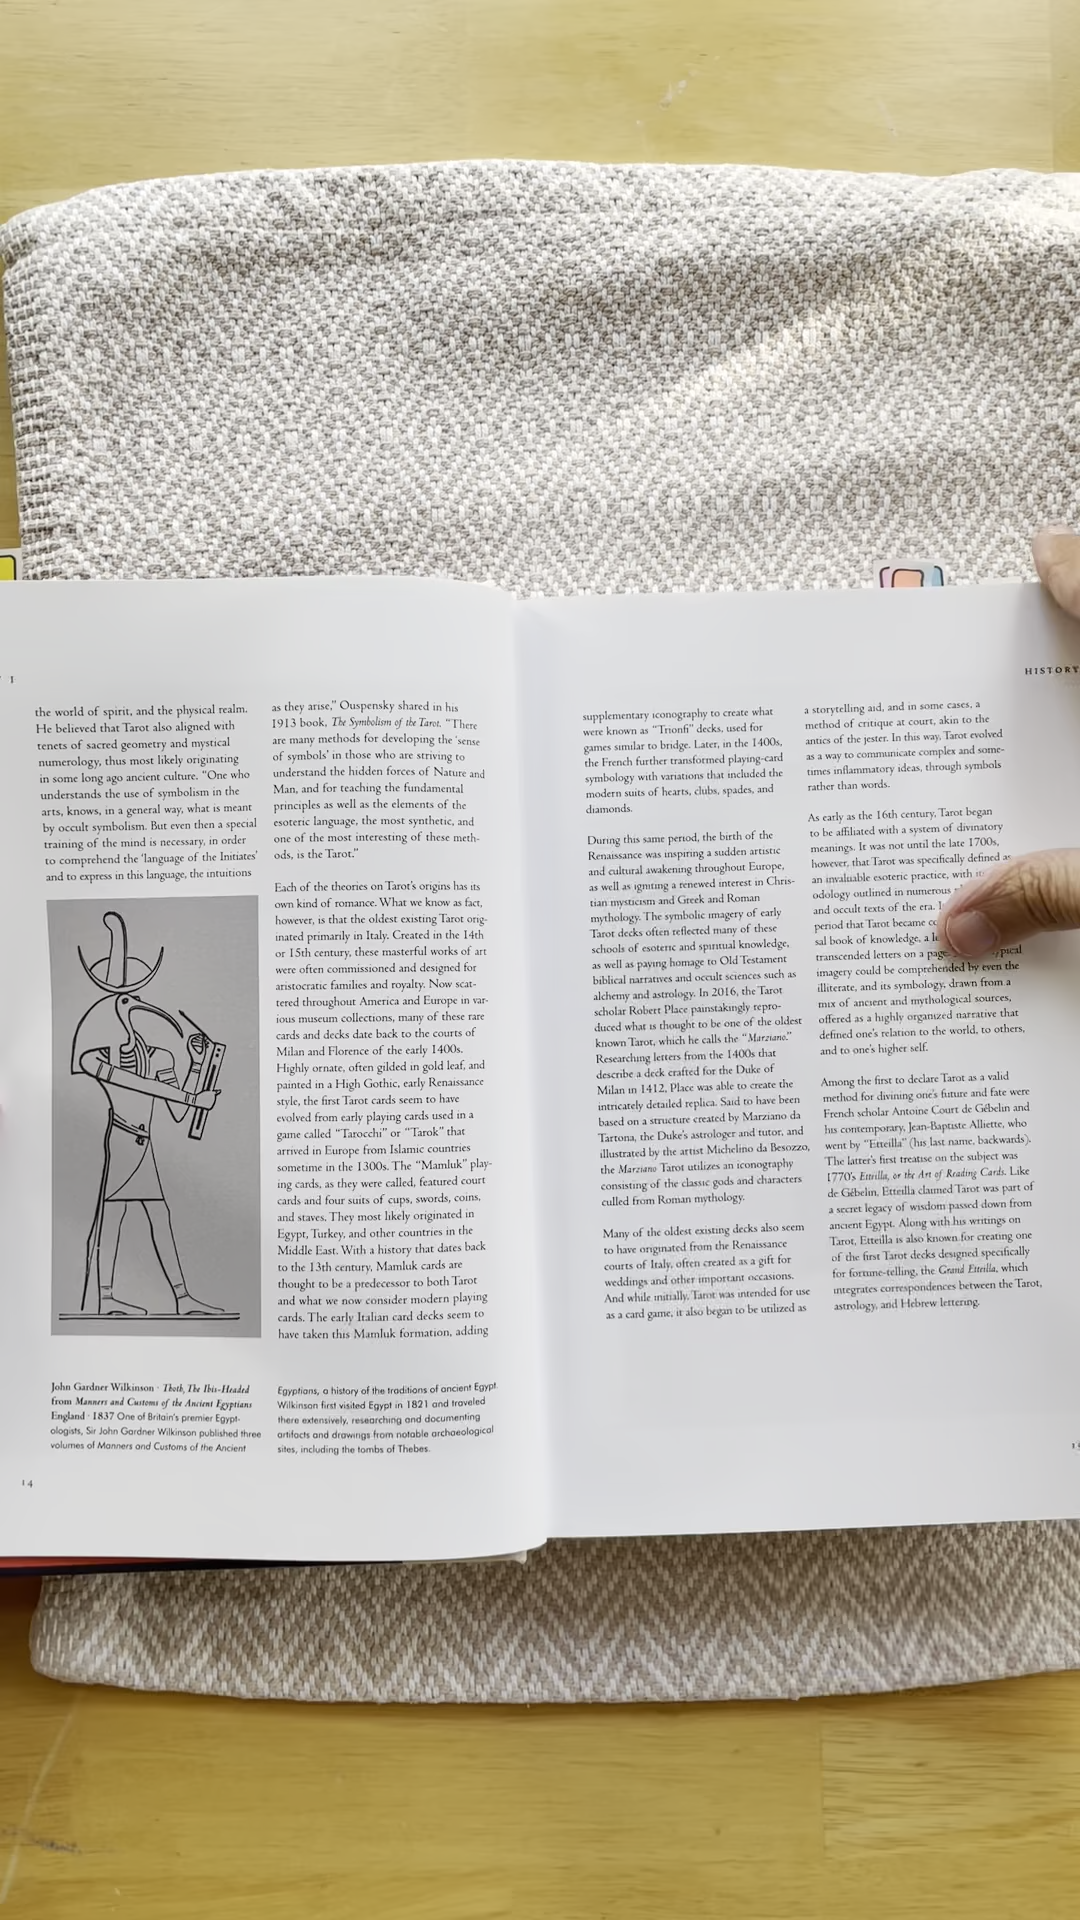 1
the world of spirit, and the physical realm.
He believed that Tarot also aligned with
tenets of sacred geometry and mystical
numerology, thus most likely originating
in some long ago ancient culture. “One who
understands the use of symbolism in the
arts, knows, in a general way, what is meant
by occult symbolism. But even then a special
training of the mind is necessary, in order
to comprehend the ‘language of the Initiates’
and to express in this language, the intuitions
John Gardner Wilkinson · Thoth, The Ibis-Headed
from Manners and Customs of the Ancient Egyptians
England · 1837 One of Britain's premier Egypt-
ologists, Sir John Gardner Wilkinson published three
volumes of Manners and Customs of the Ancient
14
as they arise,” Ouspensky shared in his
1913 book, The Symbolism of the Tarot. “There
are many methods for developing the ‘sense
of symbols’ in those who are striving to
understand the hidden forces of Nature and
Man, and for teaching the fundamental
principles as well as the elements of the
esoteric language, the most synthetic, and
one of the most interesting of these meth-
ods, is the Tarot.”
Each of the theories on Tarot's origins has its
own kind of romance. What we know as fact,
however, is that the oldest existing Tarot orig-
inated primarily in Italy. Created in the 14th
or 15th century, these masterful works of art
were often commissioned and designed for
aristocratic families and royalty. Now scat-
tered throughout America and Europe in var-
ious museum collections, many of these rare
cards and decks date back to the courts of
Milan and Florence of the early 1400s.
Highly ornate, often gilded in gold leaf, and
painted in a High Gothic, early Renaissance
style, the first Tarot cards seem to have
evolved from early playing cards used in a
game called “Tarocchi” or “Tarok” that
arrived in Europe from Islamic countries
sometime in the 1300s. The “Mamluk” play-
ing cards, as they were called, featured court
cards and four suits of cups, swords, coins,
and staves. They most likely originated in
Egypt, Turkey, and other countries in the
Middle East. With a history that dates back
to the 13th century, Mamluk cards are
thought to be a predecessor to both Tarot
and what we now consider modern playing
cards. The early Italian card decks seem to
have taken this Mamluk formation, adding
Egyptians, a history of the traditions of ancient Egypt.
Wilkinson first visited Egypt in 1821 and traveled
there extensively, researching and documenting
artifacts and drawings from notable archaeological
sites, including the tombs of Thebes.
HISTORY
supplementary iconography to create what
were known as “Trionfi” decks, used for
games similar to bridge. Later, in the 1400s,
the French further transformed playing-card
symbology with variations that included the
modern suits of hearts, clubs, spades, and
diamonds.
During this same period, the birth of the
Renaissance was inspiring a sudden artistic
and cultural awakening throughout Europe,
as well as igniting a renewed interest in Chris-
tian mysticism and Greek and Roman
mythology. The symbolic imagery of early
Tarot decks often reflected many of these
schools of esoteric and spiritual knowledge,
as well as paying homage to Old Testament
biblical narratives and occult sciences such as
alchemy and astrology. In 2016, the Tarot
scholar Robert Place painstakingly repro-
duced what is thought to be one of the oldest
known Tarot, which he calls the “Marziano.”
Researching letters from the 1400s that
describe a deck crafted for the Duke of
Milan in 1412, Place was able to create the
intricately detailed replica. Said to have been
based on a structure created by Marziano da
Tartona, the Duke's astrologer and tutor, and
illustrated by the artist Michelino da Besozzo,
the Marziano Tarot utilizes an iconography
consisting of the classic gods and characters
culled from Roman mythology.
Many of the oldest existing decks also seem
to have originated from the Renaissance
courts of Italy, often created as a gift for
weddings and other important occasions.
And while initially, Tarot was intended for use
as a card game, it also began to be utilized as
a storytelling aid, and in some cases, a
method of critique at court, akin to the
antics of the jester. In this way, Tarot evolved
as a way to communicate complex and some-
times inflammatory ideas, through symbols
rather than words.
As early as the 16th century, Tarot began
to be affiliated with a system of divinatory
meanings. It was not until the late 1700s,
however, that Tarot was specifically defined as
an invaluable esoteric practice, with
odology outlined in numerous
and occult texts of the era.
period that Tarot became
sal book of knowledge, a
transcended letters on a page
imagery could be comprehended by even the
illiterate, and its symbology, drawn from a
mix of ancient and mythological sources,
offered as a highly organized narrative that
defined one's relation to the world, to others,
and to one's higher self.
Among the first to declare Tarot as a valid
method for divining one's future and fate were
French scholar Antoine Court de Gébelin and
his contemporary, Jean-Baptiste Alliette, who
went by “Etteilla” (his last name, backwards).
The latter's first treatise on the subject was
1770's Etteilla, or the Art of Reading Cards. Like
de Gébelin, Etteilla claimed Tarot was part of
a secret legacy of wisdom passed down from
ancient Egypt. Along with his writings on
Tarot, Etteilla is also known for creating one
of the first Tarot decks designed specifically
for fortune-telling, the Grand Etteilla, which
integrates correspondences between the Tarot,
astrology, and Hebrew lettering.